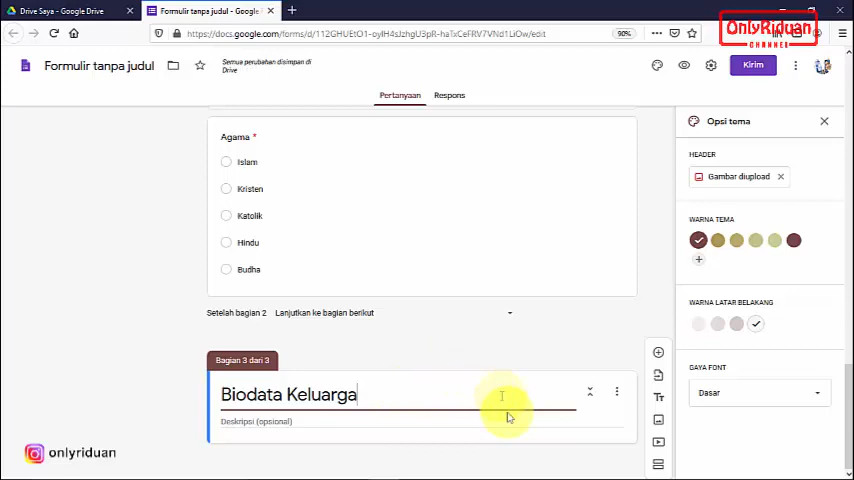 Drive Saya - Google Drive
Formulir tanpa judul - Google F
OnlyRiduan
CHANNEL
https://docs.google.com/forms/d/112GHUEtO1-oyIH4sJzhgU3pR-haTxCeFRV7VNd1LiOw/edit
90%
Formulir tanpa judul
Semua perubahan disimpan di
Drive
Kirim
Pertanyaan
Respons
Opsi tema
Agama *
Islam
Kristen
Katolik
Hindu
Budha
HEADER
Gambar diupload
WARNA TEMA
WARNA LATAR BELAKANG
GAYA FONT
Dasar
Setelah bagian 2 Lanjutkan ke bagian berikut
Bagian 3 dari 3
Biodata Keluarga
Deskripsi (opsional)
Tт
onlyriduan